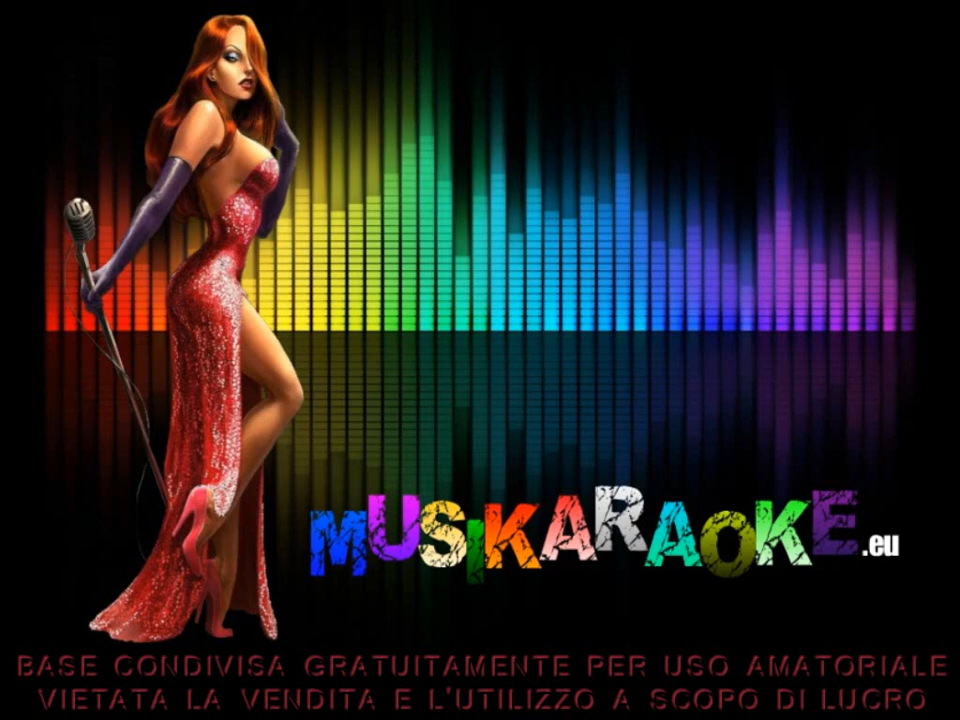 MUSIKARAOKE.eu
BASE CONDIVISA GRATUITAMENTE PER USO AMATORIALE
VIETATA LA VENDITA E L'UTILIZZO A SCOPO DI LUCRO